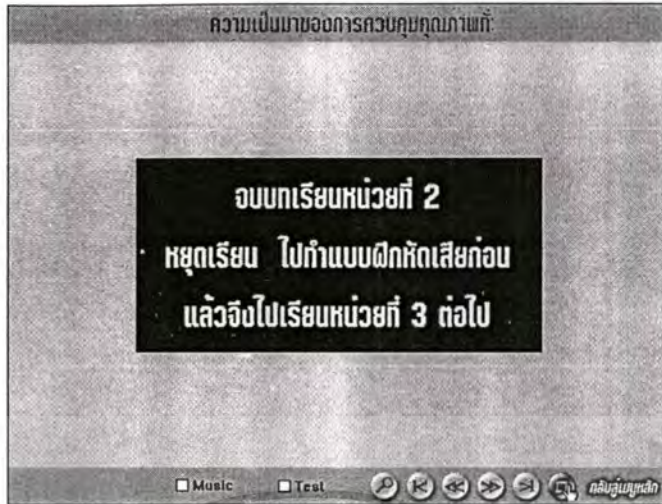 ความเป็นมาของการควบคุมคุณภาพที่:
จบบทเรียนหน่วยที่ 2
หยุดเรียน ไปทำแบบฝึกหัดเสียก่อน
แล้วจึงไปเรียนหน่วยที่ 3 ต่อไป
Music Test กลับสู่เมนูหลัก